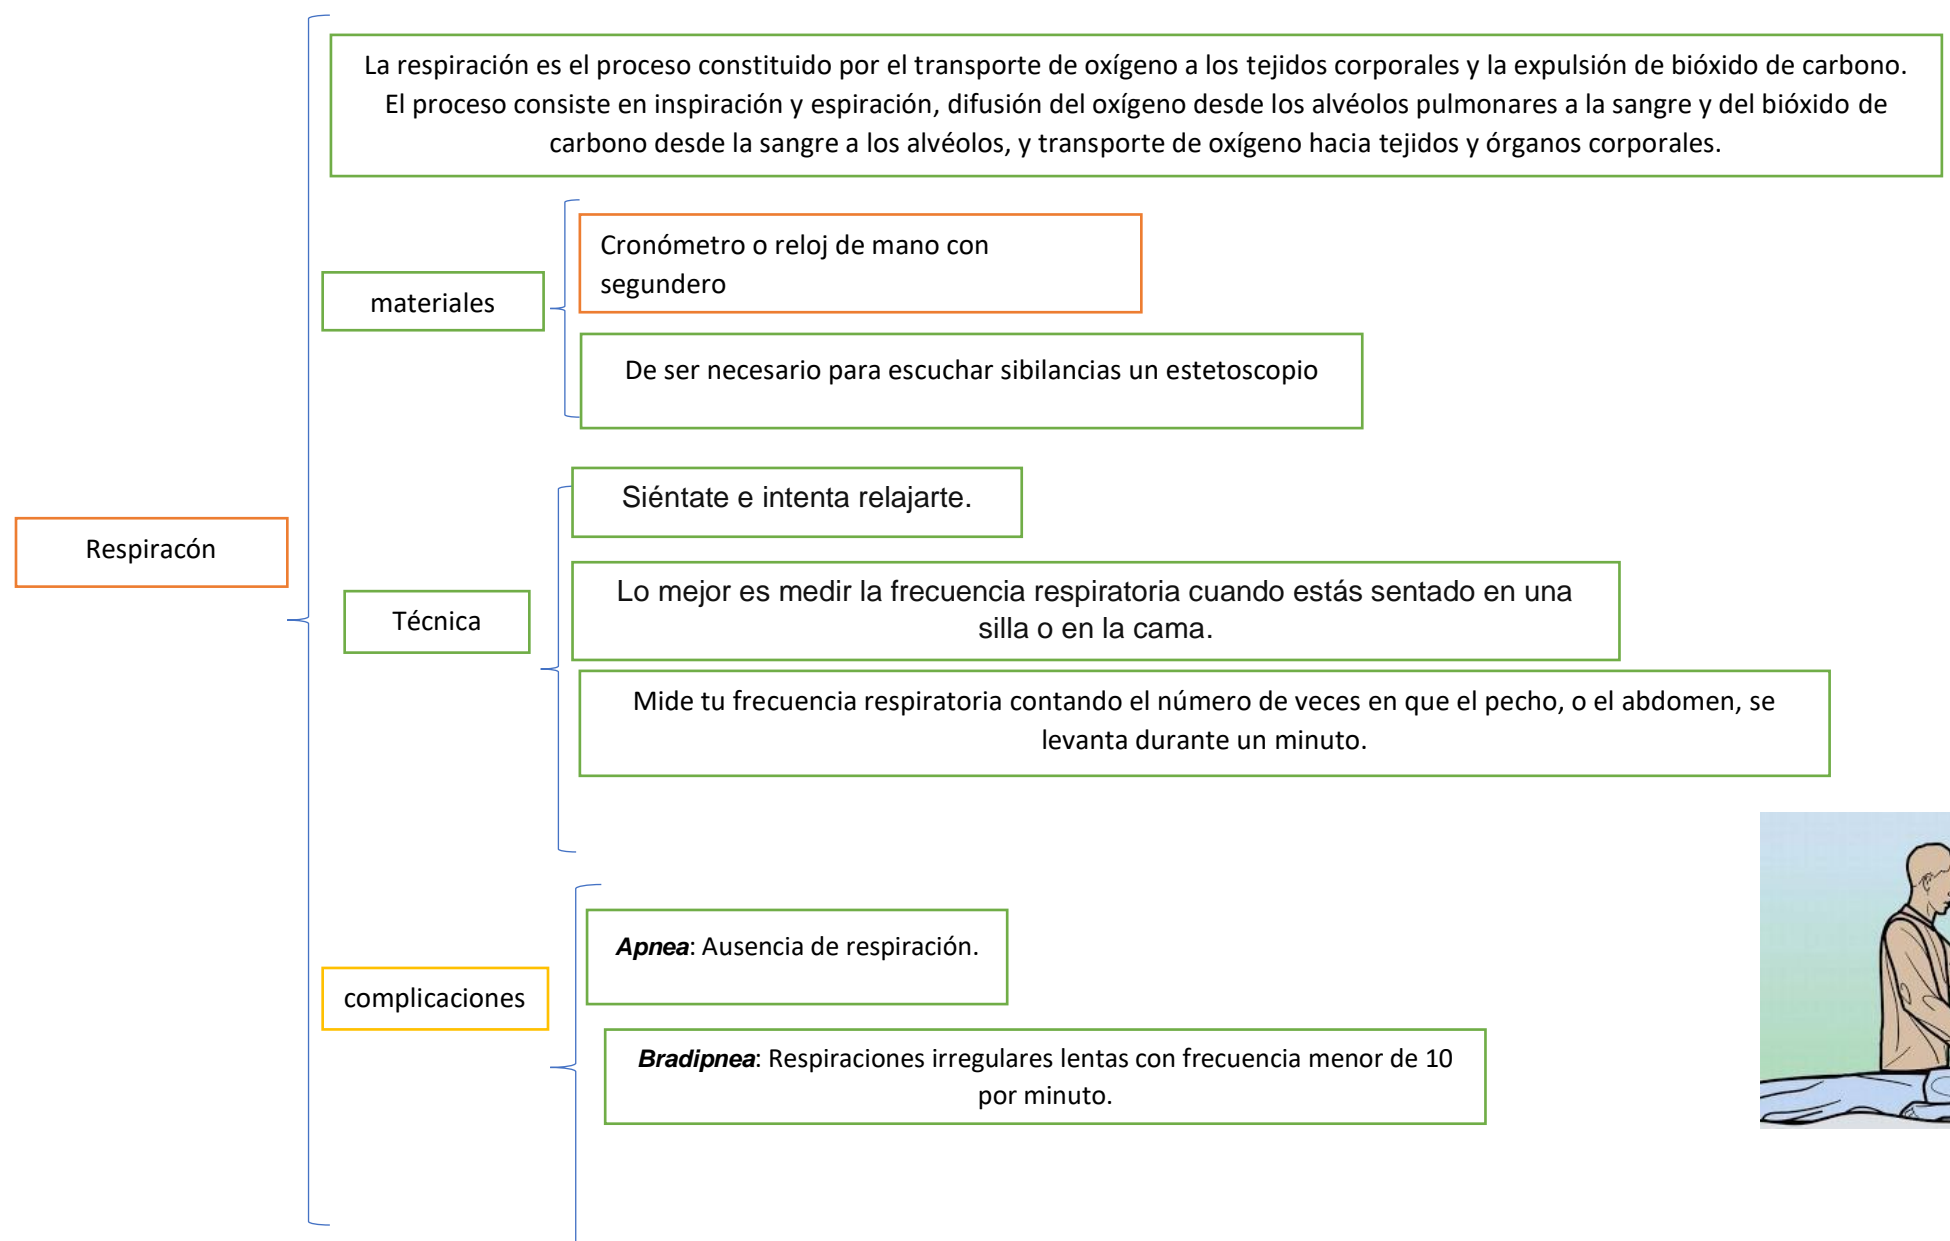 La respiración es el proceso constituido por el transporte de oxígeno a los tejidos corporales y la expulsión de bióxido de carbono.
El proceso consiste en inspiración y espiración, difusión del oxígeno desde los alvéolos pulmonares a la sangre y del bióxido de
carbono desde la sangre a los alvéolos, y transporte de oxígeno hacia tejidos y órganos corporales.
materiales
Cronómetro o reloj de mano con
segundero
De ser necesario para escuchar sibilancias un estetoscopio
Respiracón
Técnica
Siéntate e intenta relajarte.
Lo mejor es medir la frecuencia respiratoria cuando estás sentado en una
silla o en la cama.
Mide tu frecuencia respiratoria contando el número de veces en que el pecho, o el abdomen, se
levanta durante un minuto.
complicaciones
Apnea: Ausencia de respiración.
Bradipnea: Respiraciones irregulares lentas con frecuencia menor de 10
por minuto.